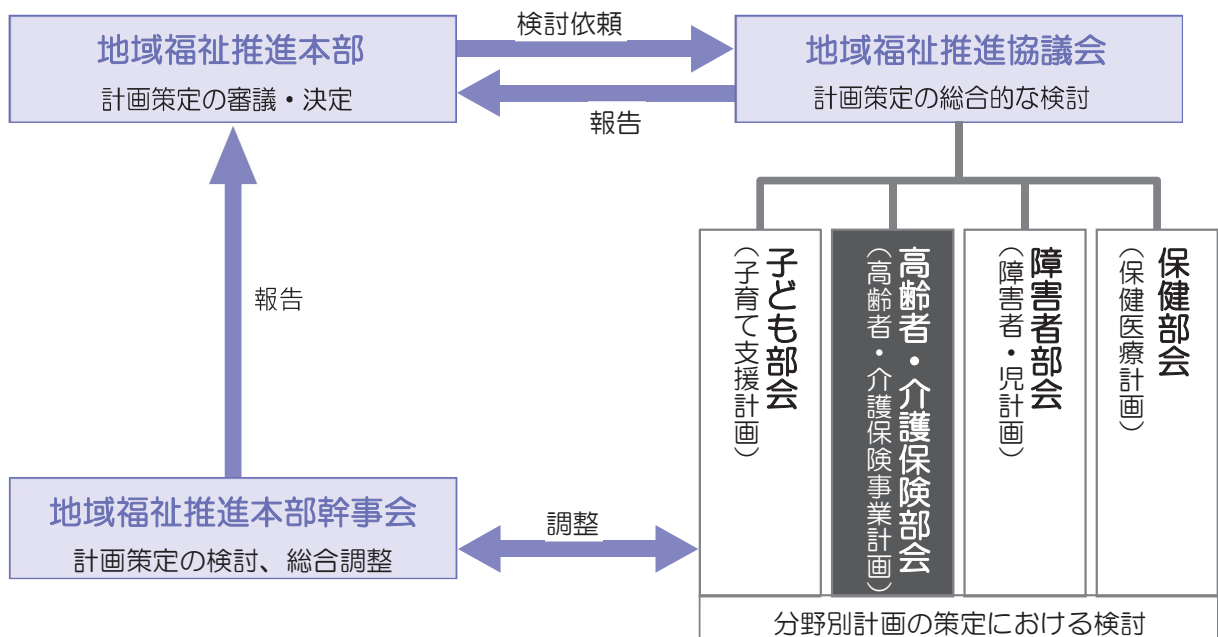 地域福祉推進本部
計画策定の審議・決定
検討依頼
報告
地域福祉推進協議会
計画策定の総合的な検討
報告
地域福祉推進本部幹事会
計画策定の検討、総合調整
調整
子ども部会
（子育て支援計画）
高齢者・介護保険部会
（高齢者・介護保険事業計画）
障害者部会
（障害者・児計画）
保健部会
（保健医療計画）
分野別計画の策定における検討